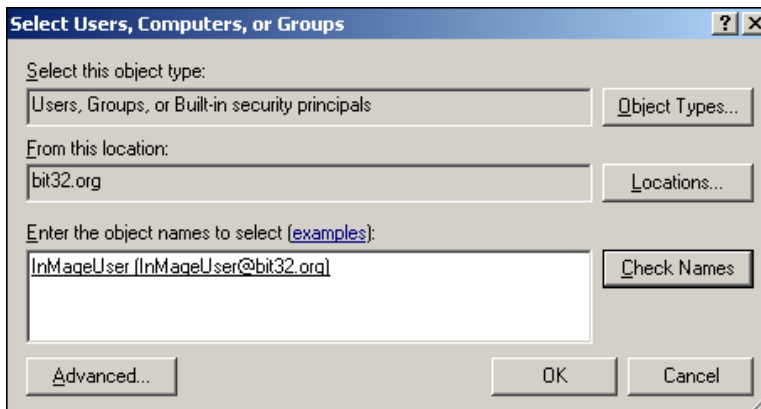 Select Users, Computers, or Groups
Select this object type:
Users, Groups, or Built-in security principals
Object Types...
From this location:
bit32.org
Locations...
Enter the object names to select (examples):
InMageUser (InMageUser@bit32.org)
Check Names
Advanced...
OK
Cancel